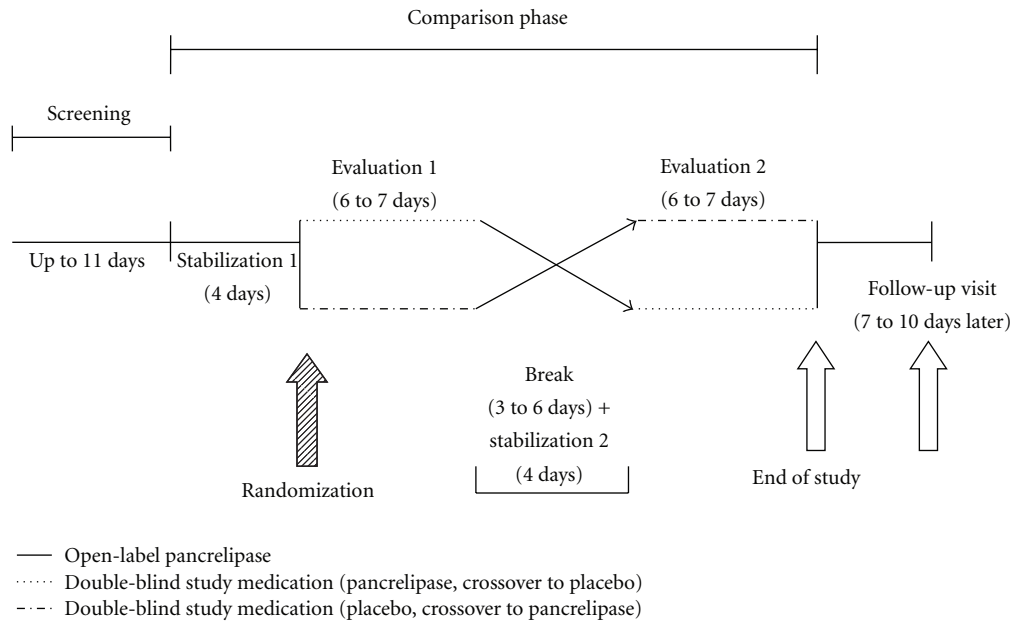 Comparison phase
Screening
Evaluation 1
(6 to 7 days)
Evaluation 2
(6 to 7 days)
Up to 11 days
Stabilization 1
(4 days)
Follow-up visit
(7 to 10 days later)
Break
(3 to 6 days) +
stabilization 2
(4 days)
Randomization
End of study
Open-label pancrelipase
Double-blind study medication (pancrelipase, crossover to placebo)
Double-blind study medication (placebo, crossover to pancrelipase)